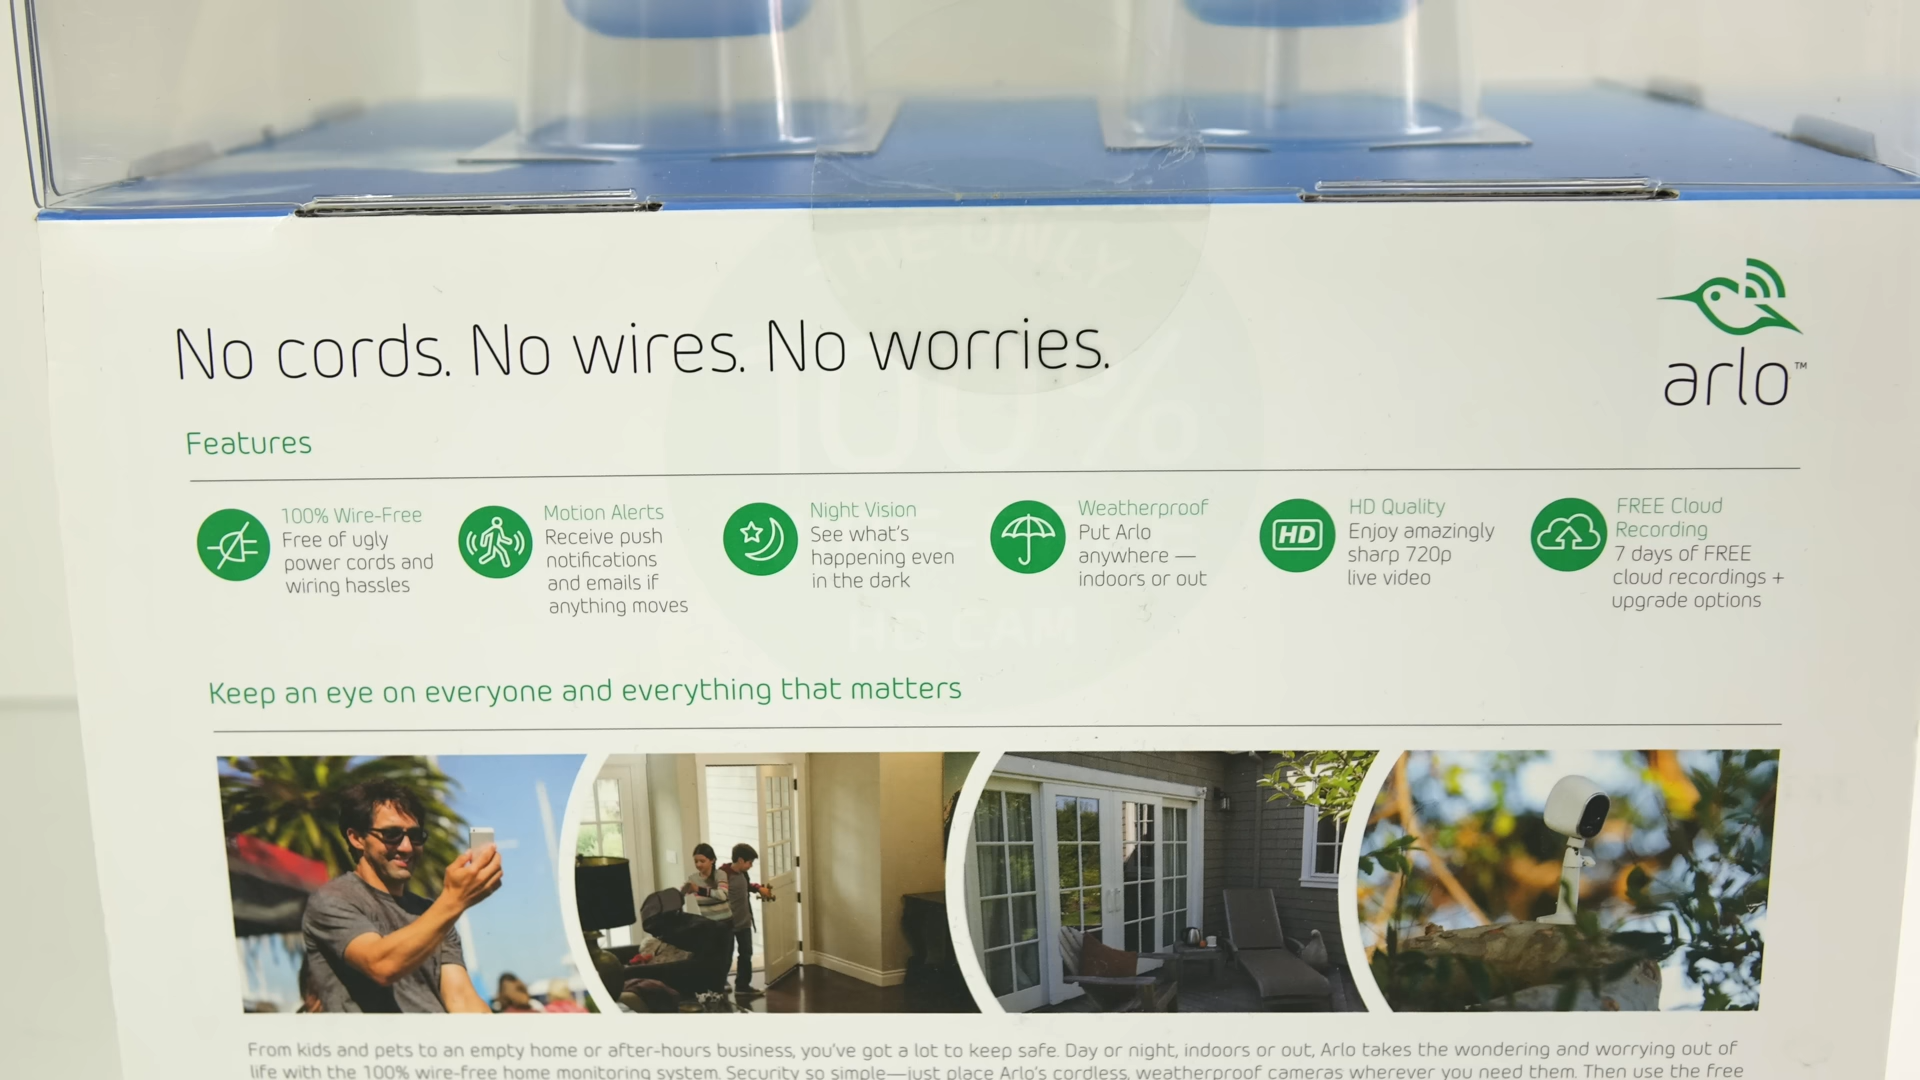 THE ONLY
No cords. No wires. No worries.
arlo™
100%
Features
100% Wire-Free
Free of ugly
power cords and
wiring hassles
Motion Alerts
Receive push
notifications
and emails if
anything moves
Night Vision
See what's
happening even
in the dark
Weatherproof
Put Arlo
anywhere —
indoors or out
HD
HD Quality
Enjoy amazingly
sharp 720p
live video
FREE Cloud
Recording
7 days of FREE
cloud recordings +
upgrade options
HD CAM
Keep an eye on everyone and everything that matters
From kids and pets to an empty home or after-hours business, you've got a lot to keep safe. Day or night, indoors or out, Arlo takes the wondering and worrying out of
life with the 100% wire-free home monitoring system. Security so simple—just place Arlo's cordless, weatherproof cameras wherever you need them. Then use the free